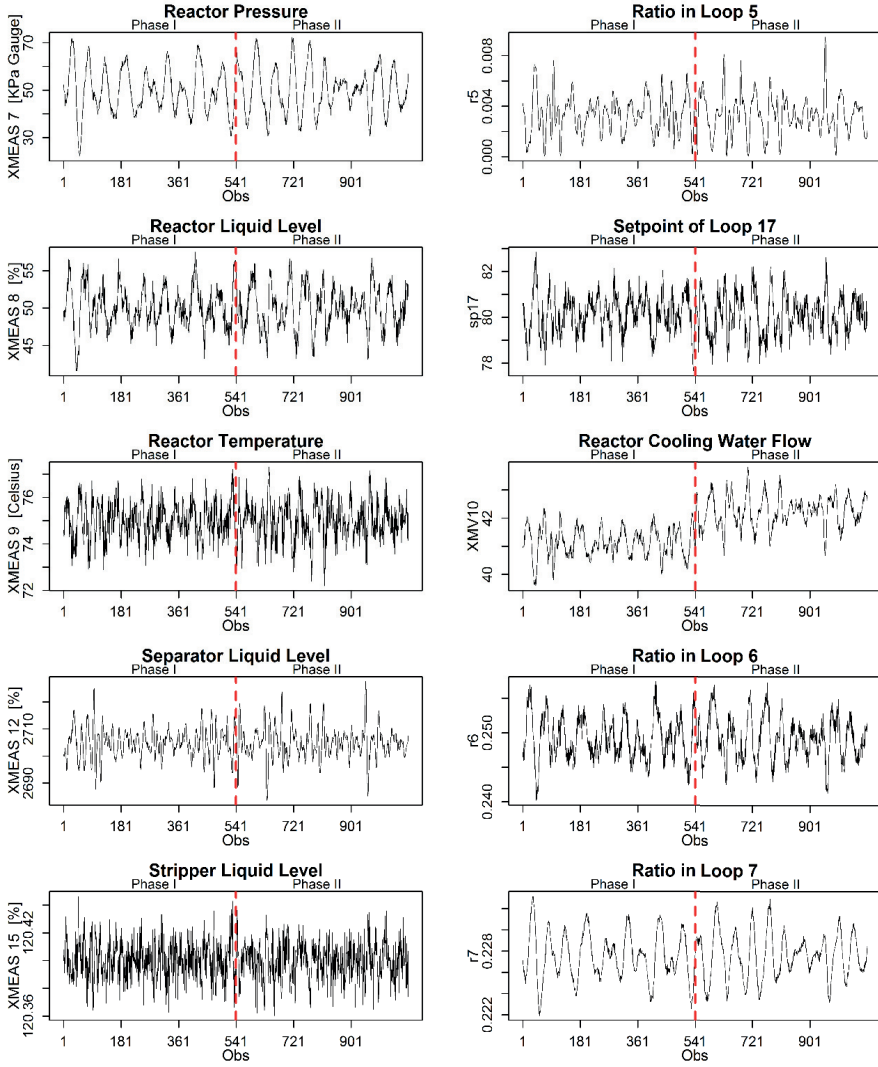 Reactor Pressure
Phase I Phase II
XMEAS 7 [KPa Gauge]
70
50
30
1 181 361 541 721 901
Obs
Ratio in Loop 5
Phase I Phase II
r5
0.008
0.004
0.000
1 181 361 541 721 901
Obs
Reactor Liquid Level
Phase I Phase II
XMEAS 8 [%]
55
50
45
1 181 361 541 721 901
Obs
Setpoint of Loop 17
Phase I Phase II
sp17
82
80
78
1 181 361 541 721 901
Obs
Reactor Temperature
Phase I Phase II
XMEAS 9 [Celsius]
76
74
72
1 181 361 541 721 901
Obs
Reactor Cooling Water Flow
Phase I Phase II
XMV10
42
40
1 181 361 541 721 901
Obs
Separator Liquid Level
Phase I Phase II
XMEAS 12 [%]
2710
2690
1 181 361 541 721 901
Obs
Ratio in Loop 6
Phase I Phase II
r6
0.250
0.240
1 181 361 541 721 901
Obs
Stripper Liquid Level
Phase I Phase II
XMEAS 15 [%]
120.42
120.36
1 181 361 541 721 901
Obs
Ratio in Loop 7
Phase I Phase II
r7
0.228
0.222
1 181 361 541 721 901
Obs